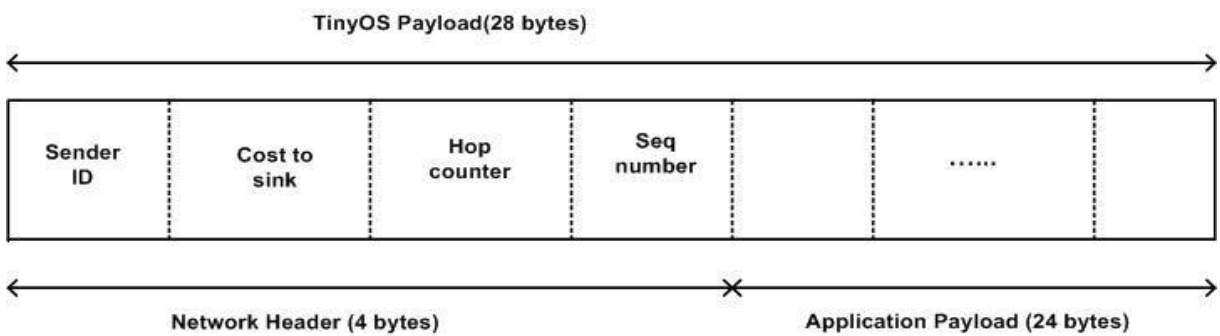 TinyOS Payload(28 bytes)
Sender
ID
Cost to
sink
Hop
counter
Seq
number
......
Network Header (4 bytes)
Application Payload (24 bytes)